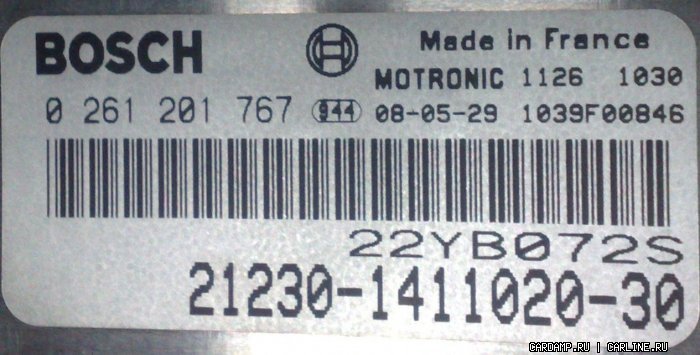 BOSCH Made in France
MOTRONIC 1126 1030
0 261 201 767 944 08-05-29 1039F00846
22YB072S
21230-1411020-30
CARDAMP.RU | CARLINE.RU